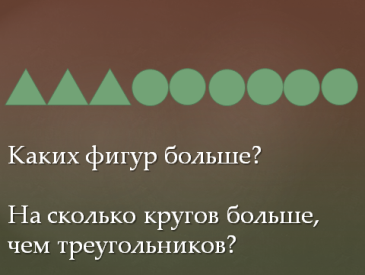 Каких фигур больше?
На сколько кругов больше,
чем треугольников?